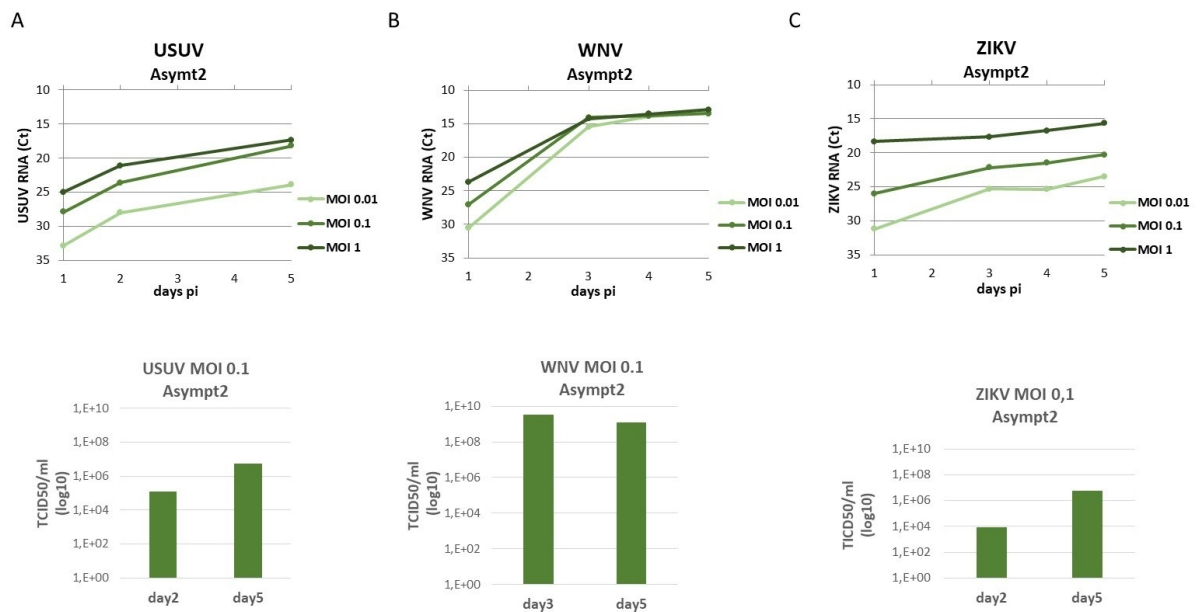 A
USUV
Asymt2
10
15
20
25
30
35
USUV RNA (Ct)
1 2 3 4 5
days pi
MOI 0.01
MOI 0.1
MOI 1
B
WNV
Asympt2
10
15
20
25
30
35
WNV RNA (Ct)
1 2 3 4 5
days pi
MOI 0.01
MOI 0.1
MOI 1
C
ZIKV
Asympt2
10
15
20
25
30
35
ZIKV RNA (Ct)
1 2 3 4 5
days pi
MOI 0.01
MOI 0.1
MOI 1
USUV MOI 0.1
Asympt2
1,E+10
1,E+08
1,E+06
1,E+04
1,E+02
1,E+00
TCID50/ml
(log10)
day2 day5
WNV MOI 0.1
Asympt2
1,E+10
1,E+08
1,E+06
1,E+04
1,E+02
1,E+00
TCID50/ml
(log10)
day3 day5
ZIKV MOI 0,1
Asympt2
1,E+10
1,E+08
1,E+06
1,E+04
1,E+02
1,E+00
TICD50/ml
(log10)
day2 day5